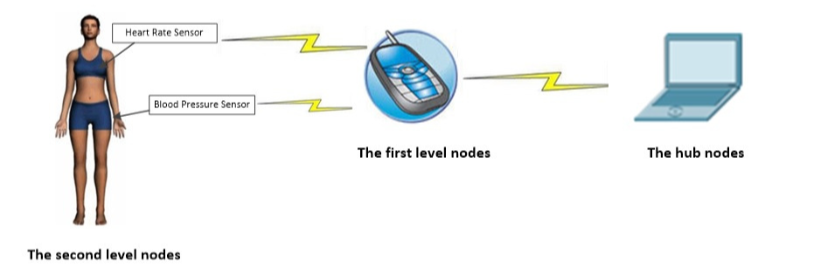 Heart Rate Sensor
Blood Pressure Sensor
The first level nodes
The hub nodes
The second level nodes